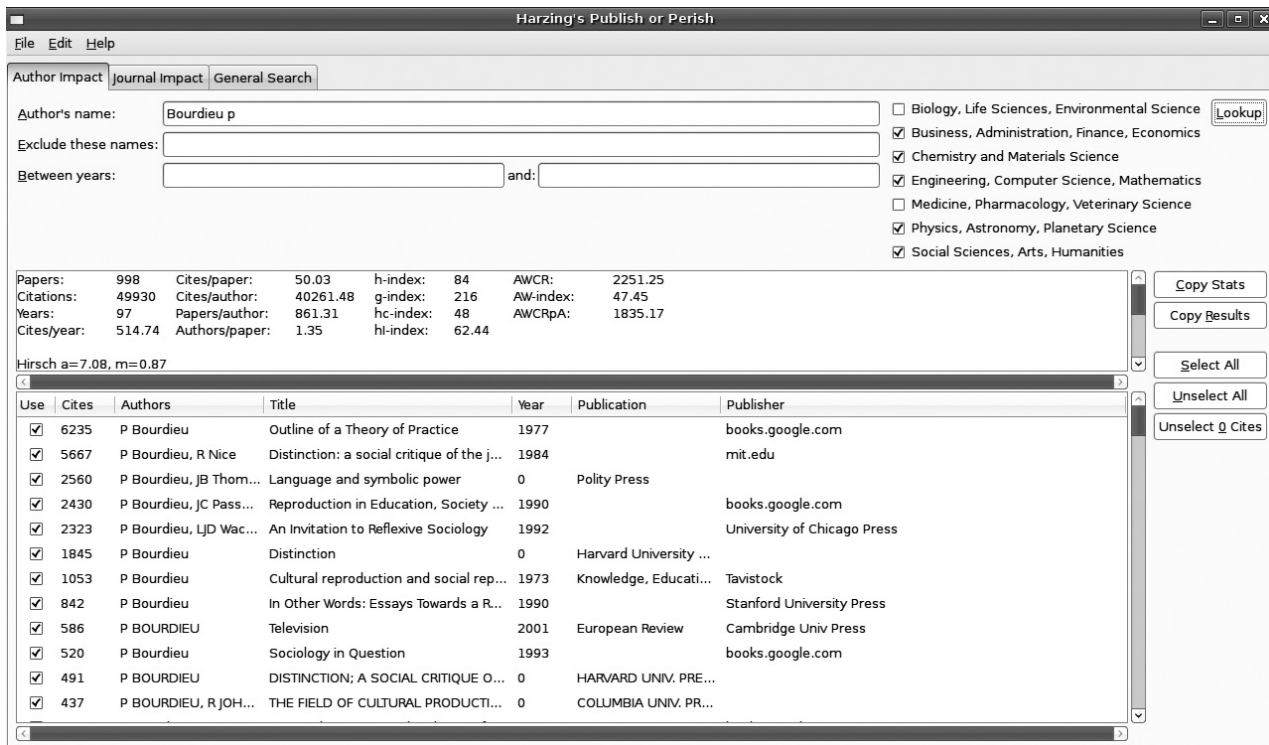 Harzing's Publish or Perish
File Edit Help
Author Impact Journal Impact General Search
Author's name: Bourdieu p
Exclude these names:
Between years: and:
Biology, Life Sciences, Environmental Science
Business, Administration, Finance, Economics
Chemistry and Materials Science
Engineering, Computer Science, Mathematics
Medicine, Pharmacology, Veterinary Science
Physics, Astronomy, Planetary Science
Social Sciences, Arts, Humanities
Lookup
Papers: 998 Cites/paper: 50.03 h-index: 84 AWCR: 2251.25
Citations: 49930 Cites/author: 40261.48 g-index: 216 AW-index: 47.45
Years: 97 Papers/author: 861.31 hc-index: 48 AWCRpA: 1835.17
Cites/year: 514.74 Authors/paper: 1.35 hI-index: 62.44
Hirsch a=7.08, m=0.87
Copy Stats
Copy Results
Select All
Unselect All
Unselect 0 Cites
Use Cites Authors Title Year Publication Publisher
6235 P Bourdieu Outline of a Theory of Practice 1977 books.google.com
5667 P Bourdieu, R Nice Distinction: a social critique of the j... 1984 mit.edu
2560 P Bourdieu, JB Thom... Language and symbolic power 0 Polity Press
2430 P Bourdieu, JC Pass... Reproduction in Education, Society ... 1990 books.google.com
2323 P Bourdieu, LJD Wac... An Invitation to Reflexive Sociology 1992 University of Chicago Press
1845 P Bourdieu Distinction 0 Harvard University ...
1053 P Bourdieu Cultural reproduction and social rep... 1973 Knowledge, Educati... Tavistock
842 P Bourdieu In Other Words: Essays Towards a R... 1990 Stanford University Press
586 P BOURDIEU Television 2001 European Review Cambridge Univ Press
520 P Bourdieu Sociology in Question 1993 books.google.com
491 P BOURDIEU DISTINCTION; A SOCIAL CRITIQUE O... 0 HARVARD UNIV. PRE...
437 P BOURDIEU, R JOH... THE FIELD OF CULTURAL PRODUCTI... 0 COLUMBIA UNIV. PR...